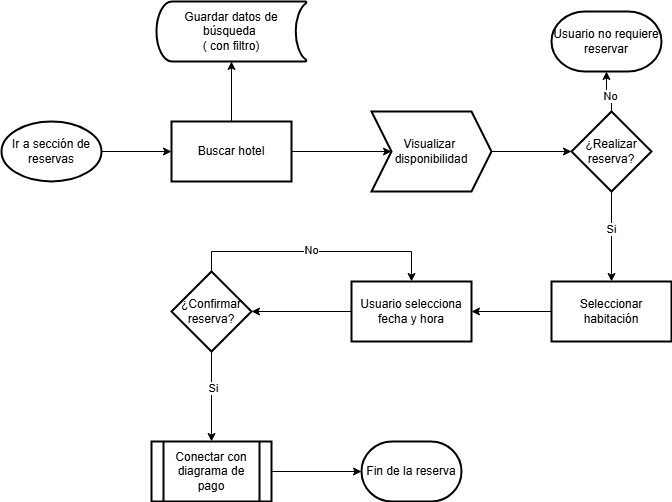 Guardar datos de
búsqueda
( con filtro)
Usuario no requiere
reservar
No
Ir a sección de
reservas
Buscar hotel
Visualizar
disponibilidad
¿Realizar
reserva?
Si
No
¿Confirmar
reserva?
Usuario selecciona
fecha y hora
Seleccionar
habitación
Si
Conectar con
diagrama de
pago
Fin de la reserva